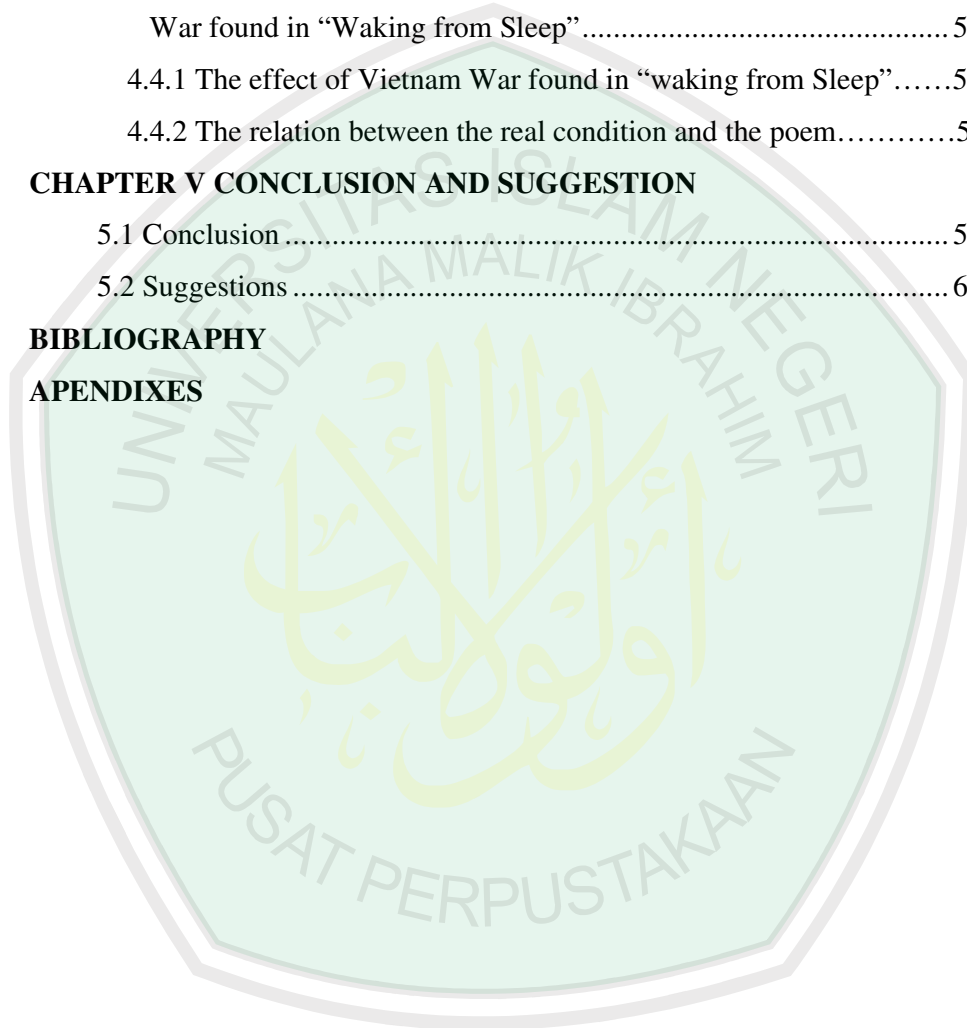 War found in “Waking from Sleep”............................................. 5
4.4.1 The effect of Vietnam War found in “waking from Sleep”……5
4.4.2 The relation between the real condition and the poem…………5
CHAPTER V CONCLUSION AND SUGGESTION
5.1 Conclusion................................................................................. 5
5.2 Suggestions................................................................................ 6
BIBLIOGRAPHY
APENDIXES
UNIVERSITAS ISLAM NEGERI
MAULANA MALIK IBRAHIM
أولوا الألباب
PUSAT PERPUSTAKAAN